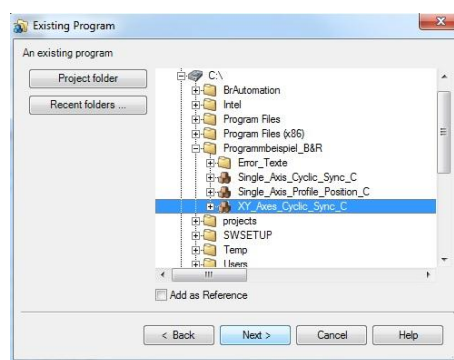 Existing Program
An existing program
Project folder
Recent folders ...
C:\
BrAutomation
Intel
Program Files
Program Files (x86)
Programmbeispiel_B&R
Error_Texte
Single_Axis_Cyclic_Sync_C
Single_Axis_Profile_Position_C
XY_Axes_Cyclic_Sync_C
projects
SWSETUP
Temp
Users
Add as Reference
< Back
Next >
Cancel
Help